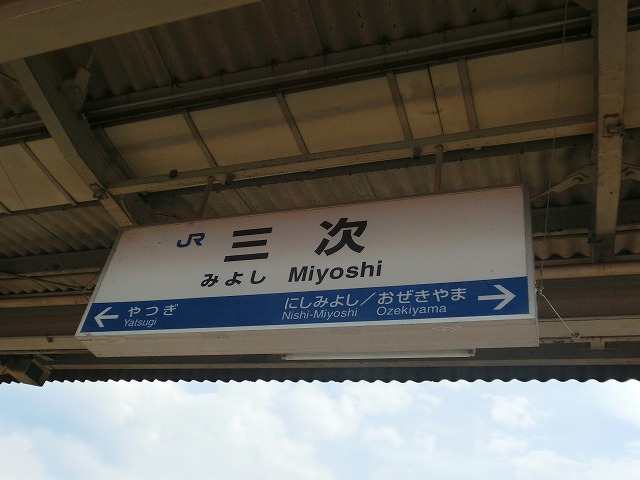 JR 三次
みよし Miyoshi
← やつぎ にしみよし／おぜきやま →
Yatsugi Nishi-Miyoshi Ozekiyama